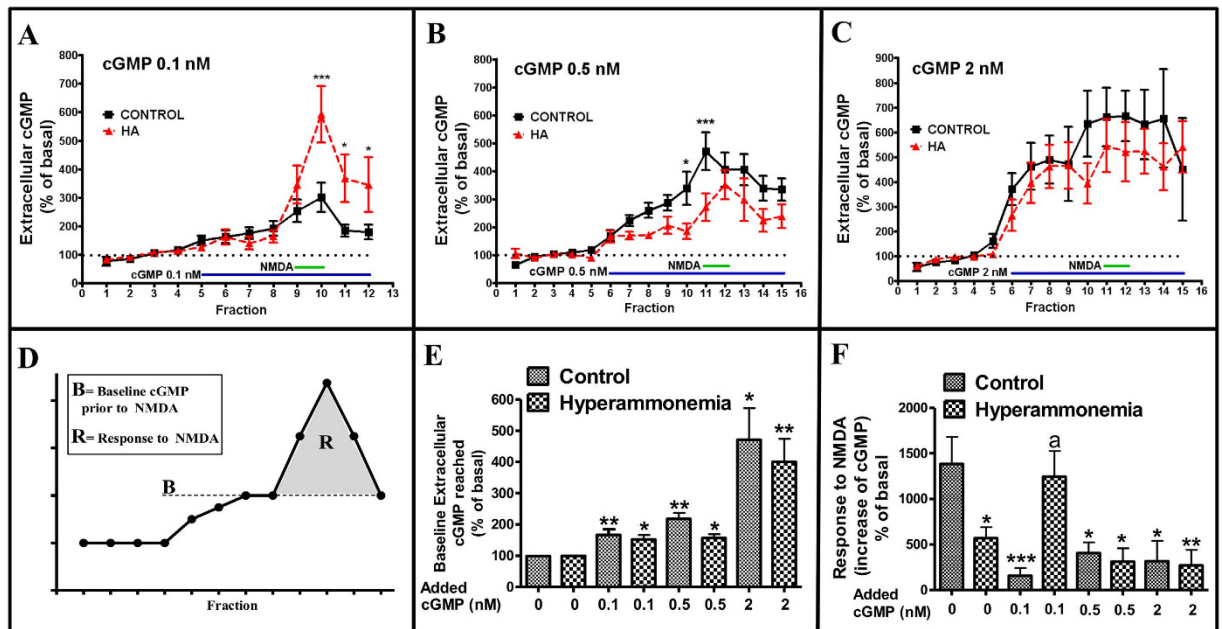 A
cGMP 0.1 nM
CONTROL
HA
***
*
*
Extracellular cGMP
(% of basal)
800
700
600
500
400
300
200
100
0
NMDA
cGMP 0.1 nM
0 1 2 3 4 5 6 7 8 9 10 11 12 13
Fraction
B
cGMP 0.5 nM
CONTROL
HA
***
*
Extracellular cGMP
(% of basal)
800
700
600
500
400
300
200
100
0
NMDA
cGMP 0.5 nM
0 1 2 3 4 5 6 7 8 9 10 11 12 13 14 15 16
Fraction
C
cGMP 2 nM
CONTROL
HA
Extracellular cGMP
(% of basal)
900
800
700
600
500
400
300
200
100
0
NMDA
cGMP 2 nM
0 1 2 3 4 5 6 7 8 9 10 11 12 13 14 15 16
Fraction
D
B= Baseline cGMP
prior to NMDA
R= Response to NMDA
B
R
Fraction
E
Control
Hyperammonemia
Baseline Extracellular
cGMP reached
(% of basal)
600
500
400
300
200
100
0
** * ** * * **
Added
cGMP (nM)
0 0 0.1 0.1 0.5 0.5 2 2
F
Control
Hyperammonemia
Response to NMDA
(increase of cGMP)
% of basal
2000
1500
1000
500
0
* *** a * * * **
Added
cGMP (nM)
0 0 0.1 0.1 0.5 0.5 2 2